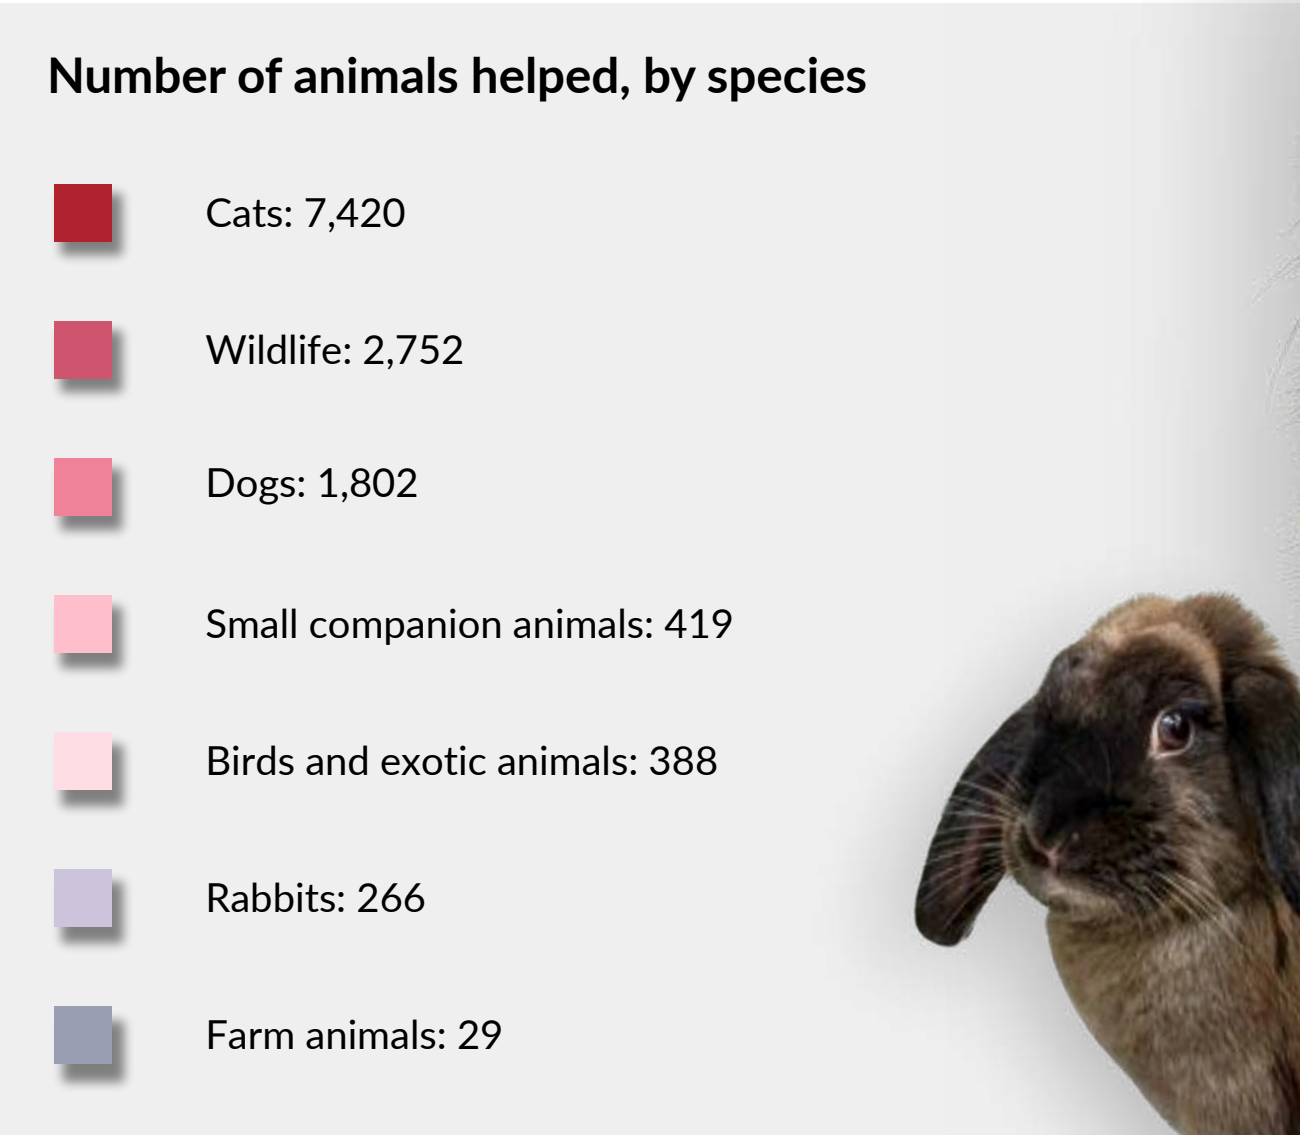 Number of animals helped, by species
Cats: 7,420
Wildlife: 2,752
Dogs: 1,802
Small companion animals: 419
Birds and exotic animals: 388
Rabbits: 266
Farm animals: 29